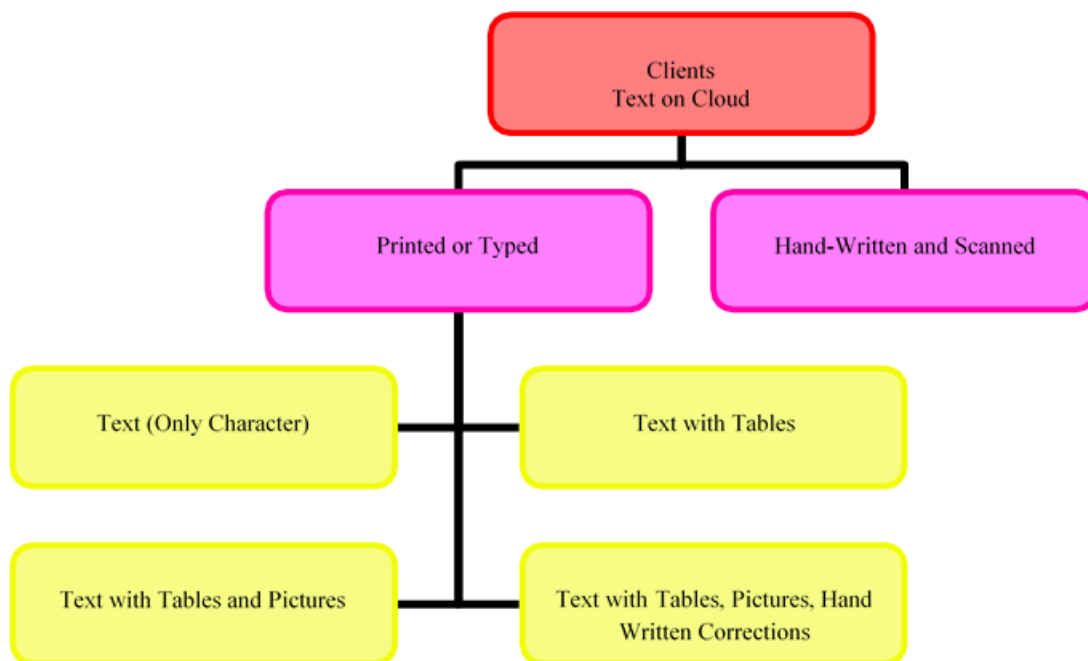 Clients
Text on Cloud
Printed or Typed
Hand-Written and Scanned
Text (Only Character)
Text with Tables
Text with Tables and Pictures
Text with Tables, Pictures, Hand
Written Corrections